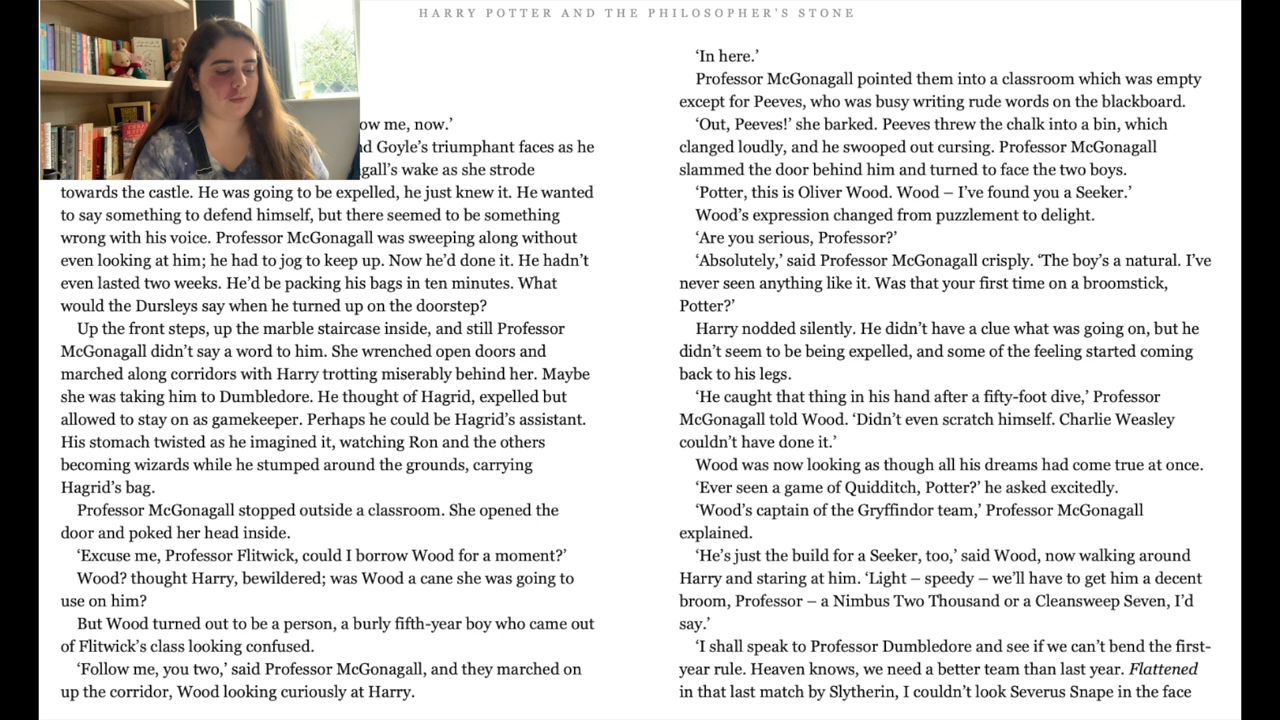 HARRY POTTER AND THE PHILOSOPHER'S STONE
ow me, now.’
nd Goyle’s triumphant faces as he
gall’s wake as she strode
towards the castle. He was going to be expelled, he just knew it. He wanted
to say something to defend himself, but there seemed to be something
wrong with his voice. Professor McGonagall was sweeping along without
even looking at him; he had to jog to keep up. Now he’d done it. He hadn’t
even lasted two weeks. He’d be packing his bags in ten minutes. What
would the Dursleys say when he turned up on the doorstep?
Up the front steps, up the marble staircase inside, and still Professor
McGonagall didn’t say a word to him. She wrenched open doors and
marched along corridors with Harry trotting miserably behind her. Maybe
she was taking him to Dumbledore. He thought of Hagrid, expelled but
allowed to stay on as gamekeeper. Perhaps he could be Hagrid’s assistant.
His stomach twisted as he imagined it, watching Ron and the others
becoming wizards while he stumped around the grounds, carrying
Hagrid’s bag.
Professor McGonagall stopped outside a classroom. She opened the
door and poked her head inside.
‘Excuse me, Professor Flitwick, could I borrow Wood for a moment?’
Wood? thought Harry, bewildered; was Wood a cane she was going to
use on him?
But Wood turned out to be a person, a burly fifth-year boy who came out
of Flitwick’s class looking confused.
‘Follow me, you two,’ said Professor McGonagall, and they marched on
up the corridor, Wood looking curiously at Harry.
‘In here.’
Professor McGonagall pointed them into a classroom which was empty
except for Peeves, who was busy writing rude words on the blackboard.
‘Out, Peeves!’ she barked. Peeves threw the chalk into a bin, which
clanged loudly, and he swooped out cursing. Professor McGonagall
slammed the door behind him and turned to face the two boys.
‘Potter, this is Oliver Wood. Wood – I’ve found you a Seeker.’
Wood’s expression changed from puzzlement to delight.
‘Are you serious, Professor?’
‘Absolutely,’ said Professor McGonagall crisply. ‘The boy’s a natural. I’ve
never seen anything like it. Was that your first time on a broomstick,
Potter?’
Harry nodded silently. He didn’t have a clue what was going on, but he
didn’t seem to be being expelled, and some of the feeling started coming
back to his legs.
‘He caught that thing in his hand after a fifty-foot dive,’ Professor
McGonagall told Wood. ‘Didn’t even scratch himself. Charlie Weasley
couldn’t have done it.’
Wood was now looking as though all his dreams had come true at once.
‘Ever seen a game of Quidditch, Potter?’ he asked excitedly.
‘Wood’s captain of the Gryffindor team,’ Professor McGonagall
explained.
‘He’s just the build for a Seeker, too,’ said Wood, now walking around
Harry and staring at him. ‘Light – speedy – we’ll have to get him a decent
broom, Professor – a Nimbus Two Thousand or a Cleansweep Seven, I’d
say.’
‘I shall speak to Professor Dumbledore and see if we can’t bend the first-
year rule. Heaven knows, we need a better team than last year. Flattened
in that last match by Slytherin, I couldn’t look Severus Snape in the face